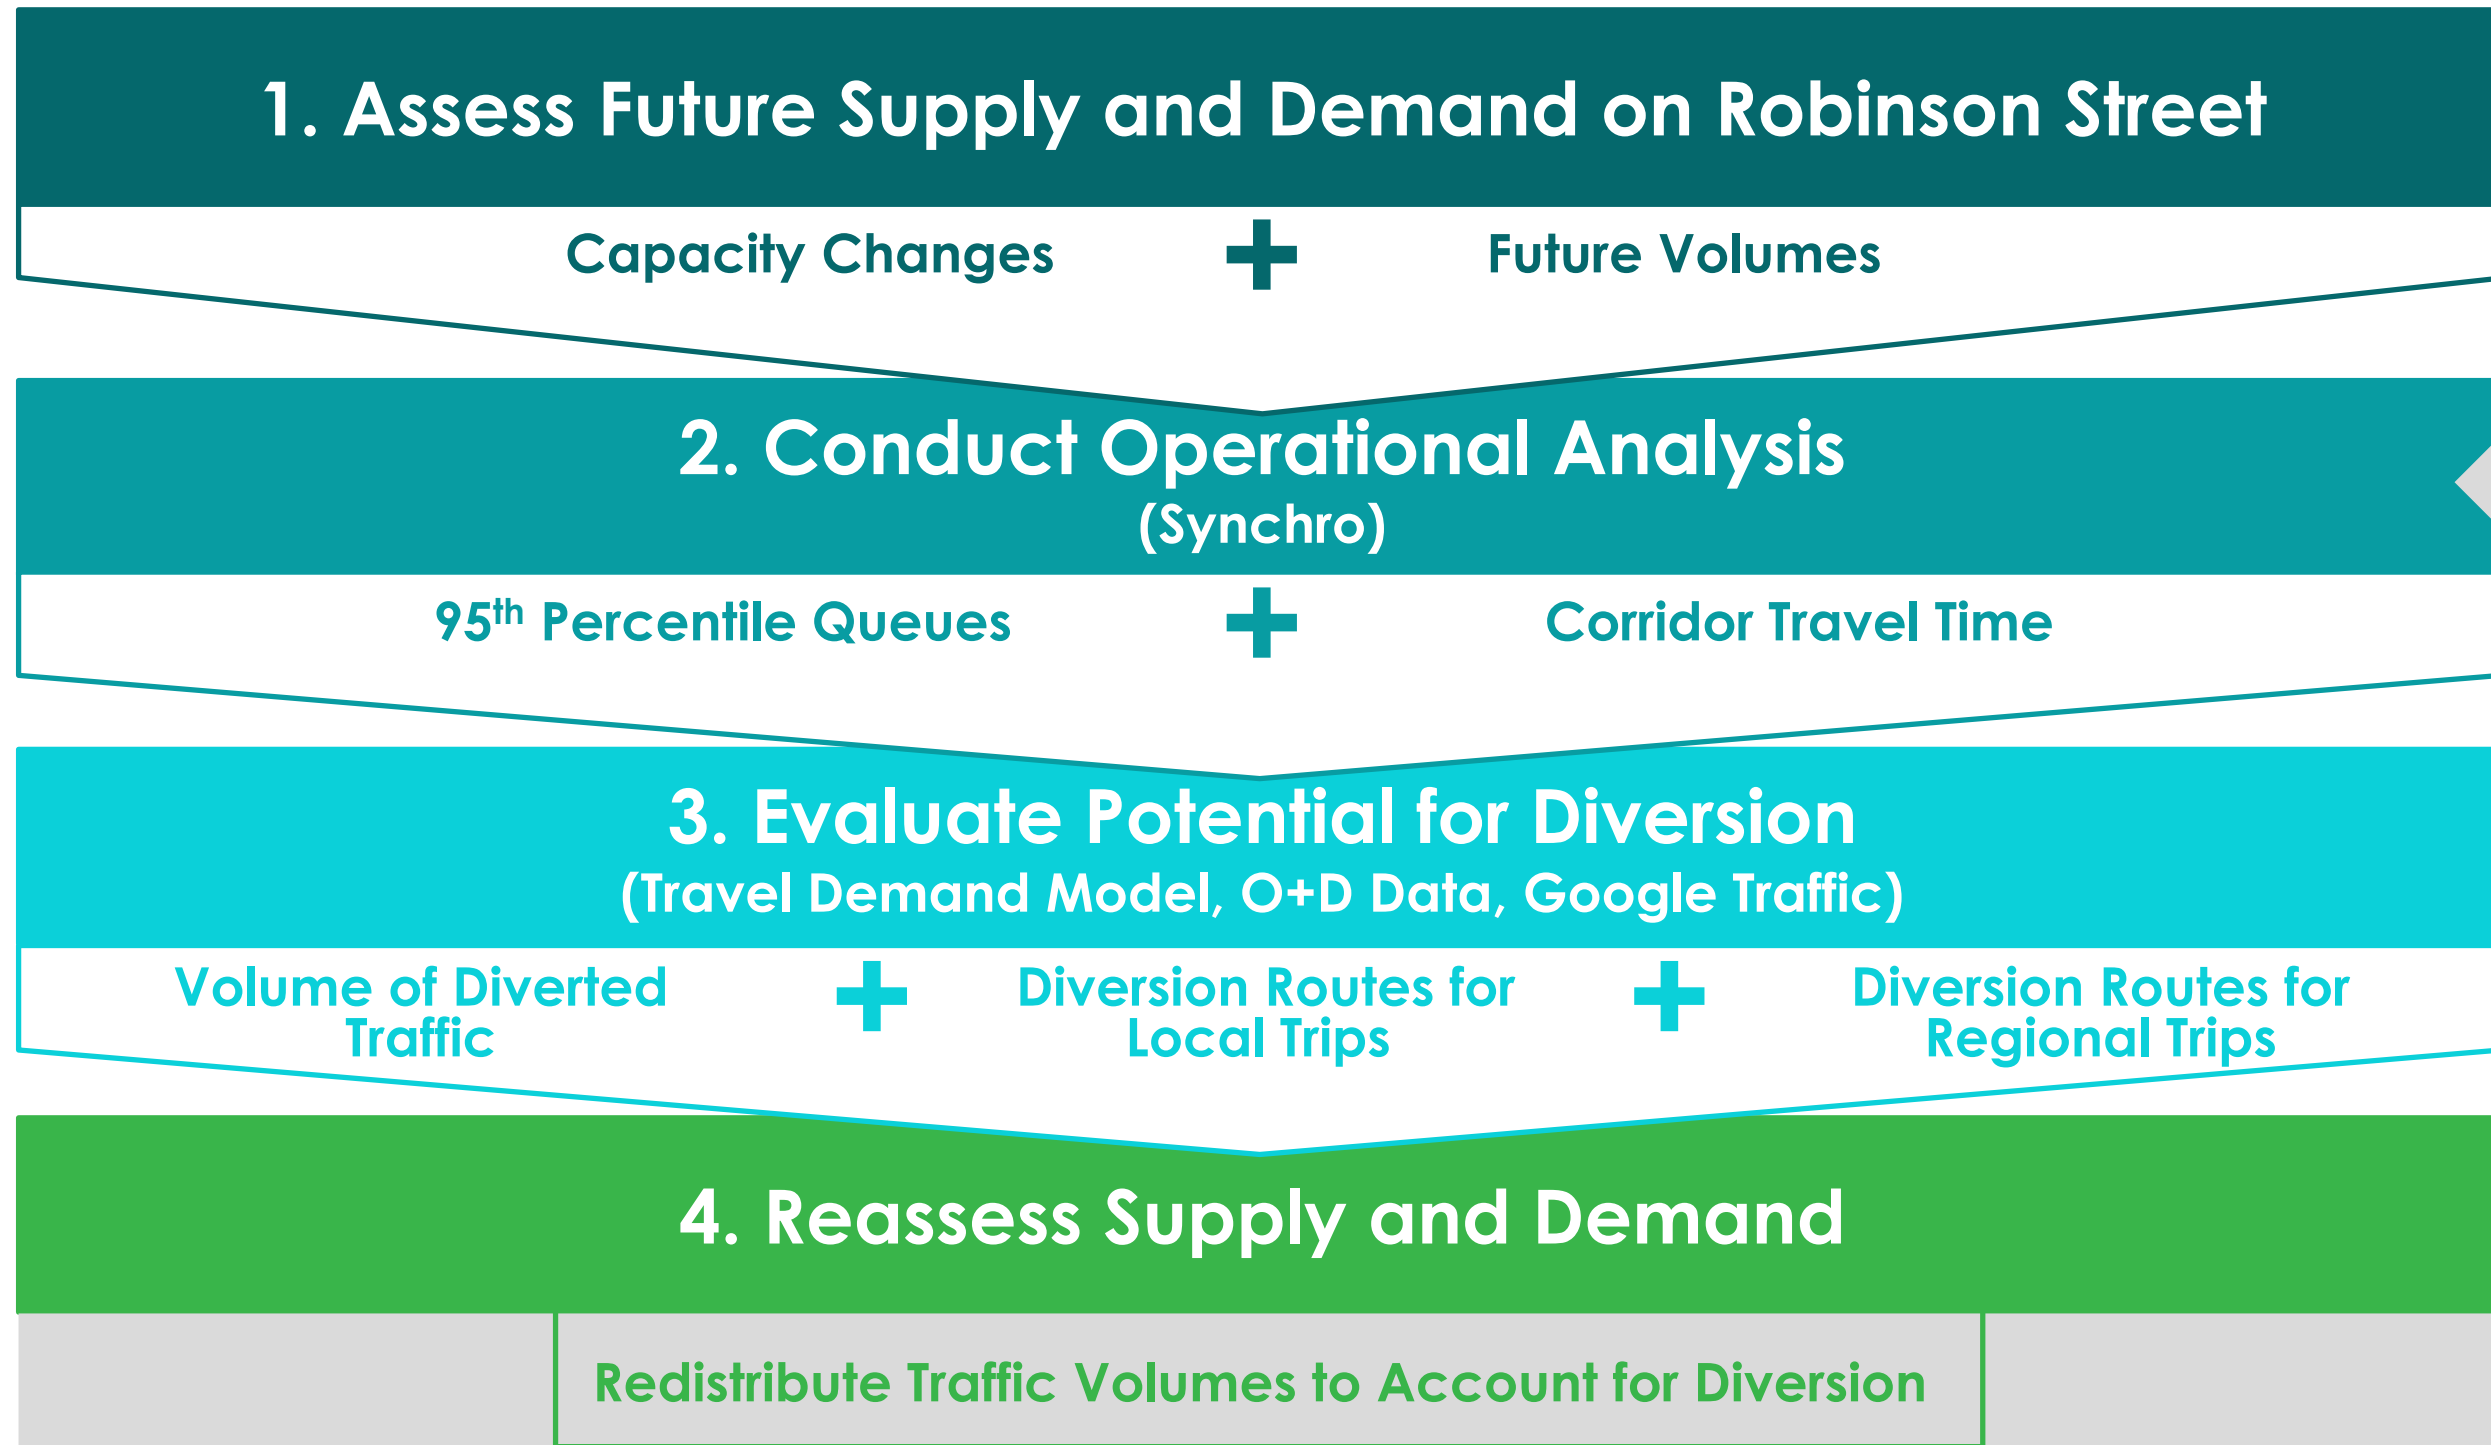 1. Assess Future Supply and Demand on Robinson Street
Capacity Changes + Future Volumes
2. Conduct Operational Analysis
(Synchro)
95th Percentile Queues + Corridor Travel Time
3. Evaluate Potential for Diversion
(Travel Demand Model, O+D Data, Google Traffic)
Volume of Diverted + Diversion Routes for + Diversion Routes for
Traffic Local Trips Regional Trips
4. Reassess Supply and Demand
Redistribute Traffic Volumes to Account for Diversion